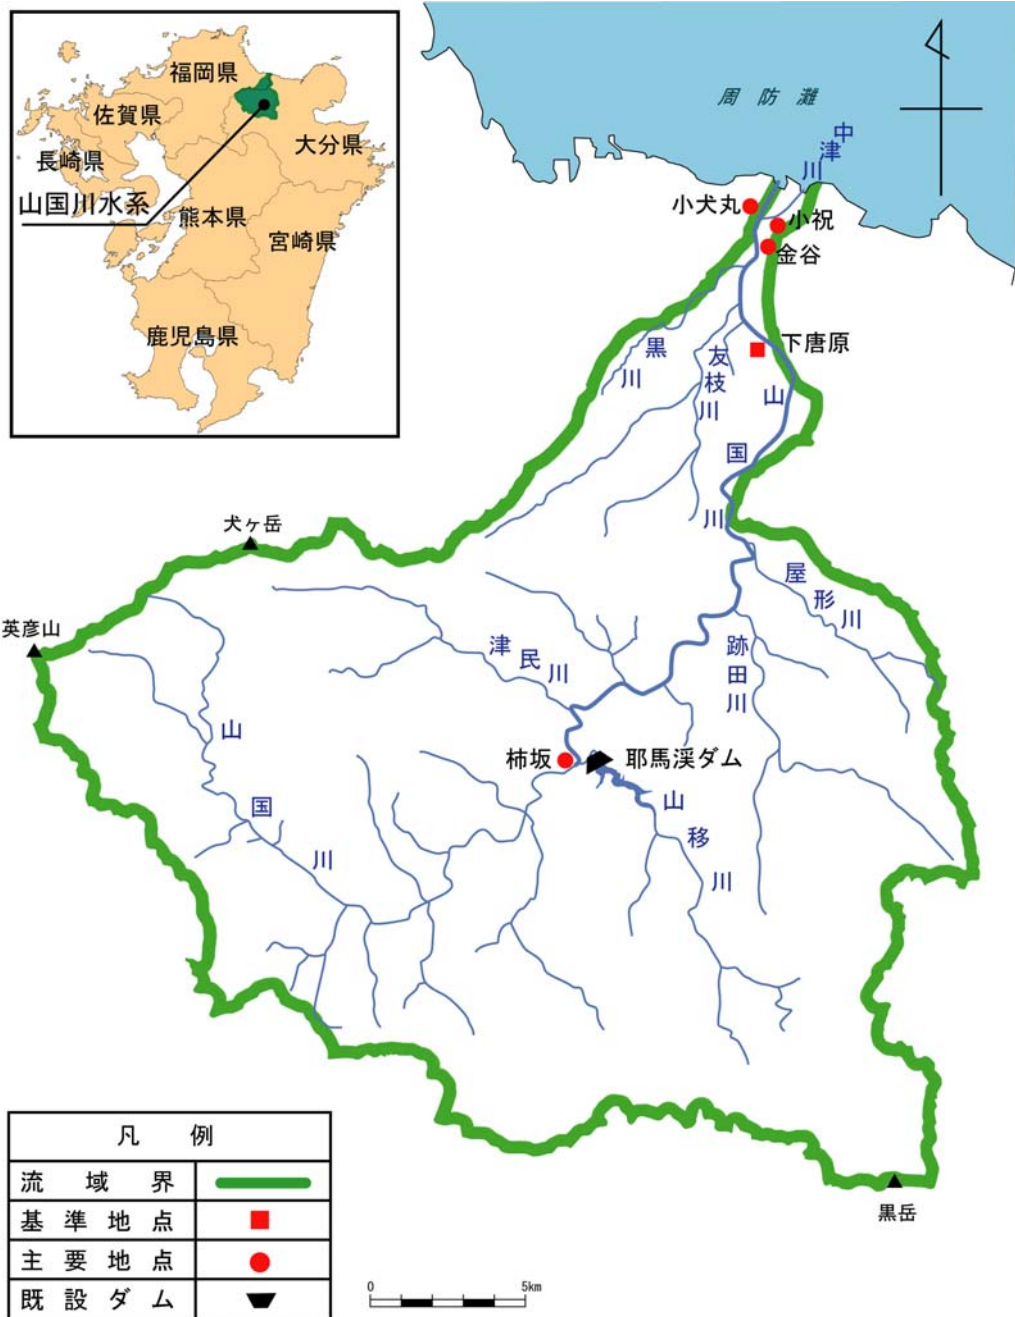 福岡県
佐賀県
長崎県
大分県
山国川水系
熊本県
宮崎県
鹿児島県
周防灘
中津川
小犬丸
小祝
金谷
下唐原
黒川
友枝川
山国川
犬ヶ岳
英彦山
屋形川
津民川
跡田川
山国川
柿坂
耶馬渓ダム
山移川
黒岳
凡例
流域界
基準地点
主要地点
既設ダム
0 5km